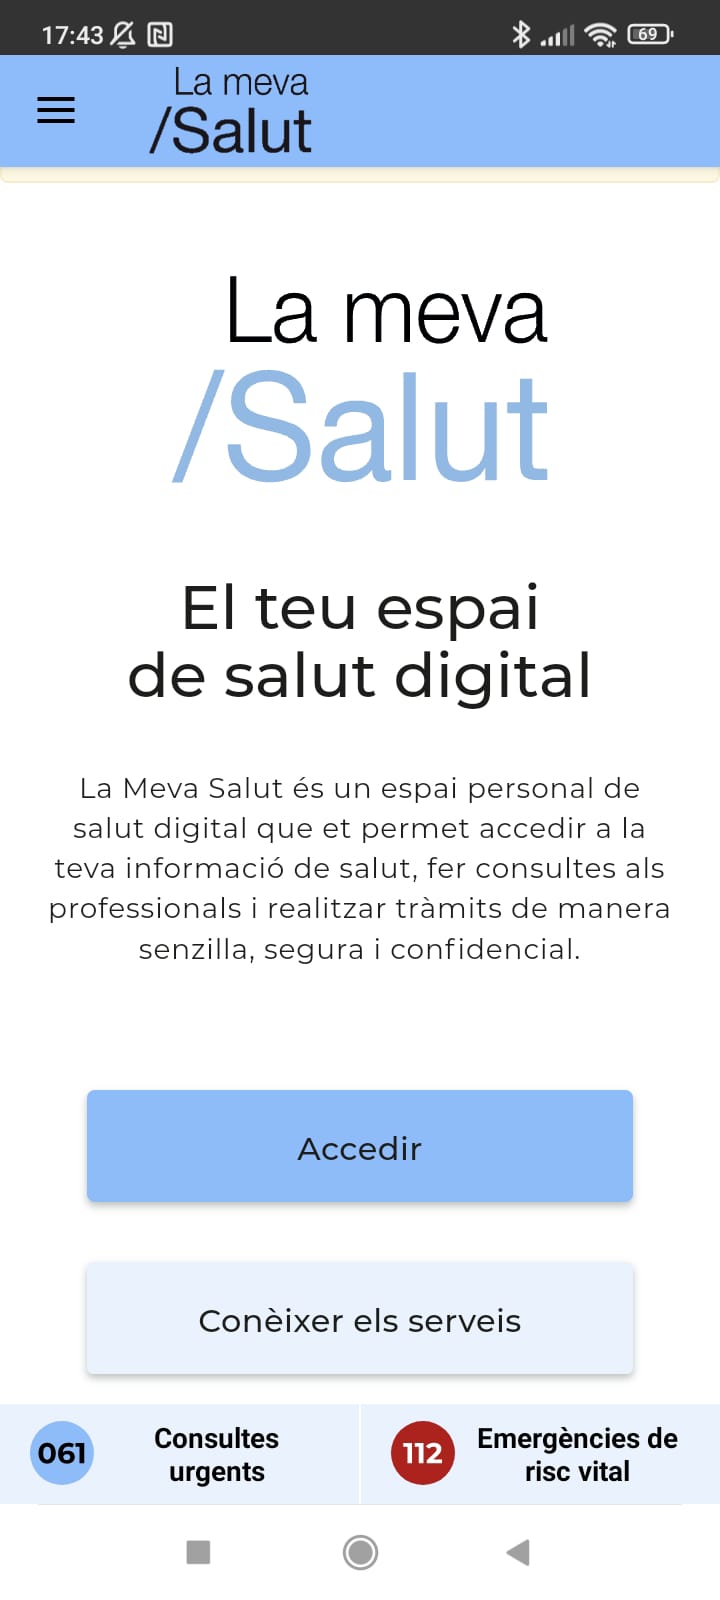 17:43
69
La meva
/Salut
La meva
/Salut
El teu espai
de salut digital
La Meva Salut és un espai personal de
salut digital que et permet accedir a la
teva informació de salut, fer consultes als
professionals i realitzar tràmits de manera
senzilla, segura i confidencial.
Accedir
Conèixer els serveis
061
Consultes
urgents
112
Emergències de
risc vital